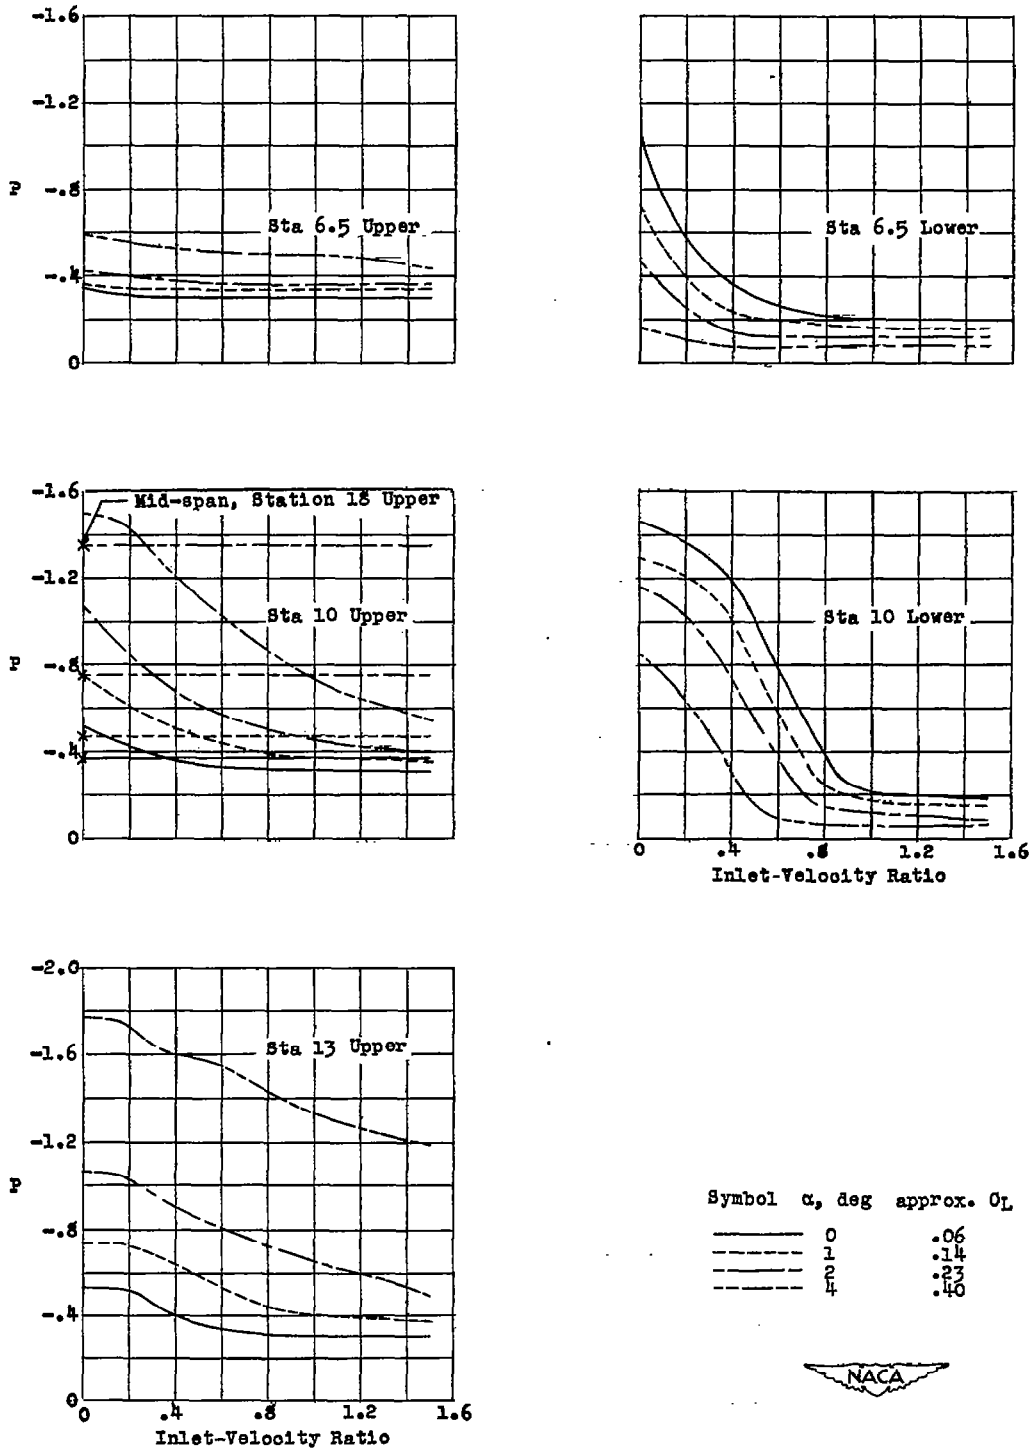 -1.6
-1.2
P -.8
Sta 6.5 Upper
Sta 6.5 Lower
-.4
0
-1.6
Mid-span, Station 18 Upper
-1.2
Sta 10 Upper
Sta 10 Lower
P -.8
-.4
0
0 .4 .8 1.2 1.6
Inlet-Velocity Ratio
-2.0
-1.6
Sta 13 Upper
-1.2
P
-.8
-.4
0
0 .4 .8 1.2 1.6
Inlet-Velocity Ratio
Symbol α, deg approx. CL
0 .06
1 .14
2 .23
4 .40
NACA